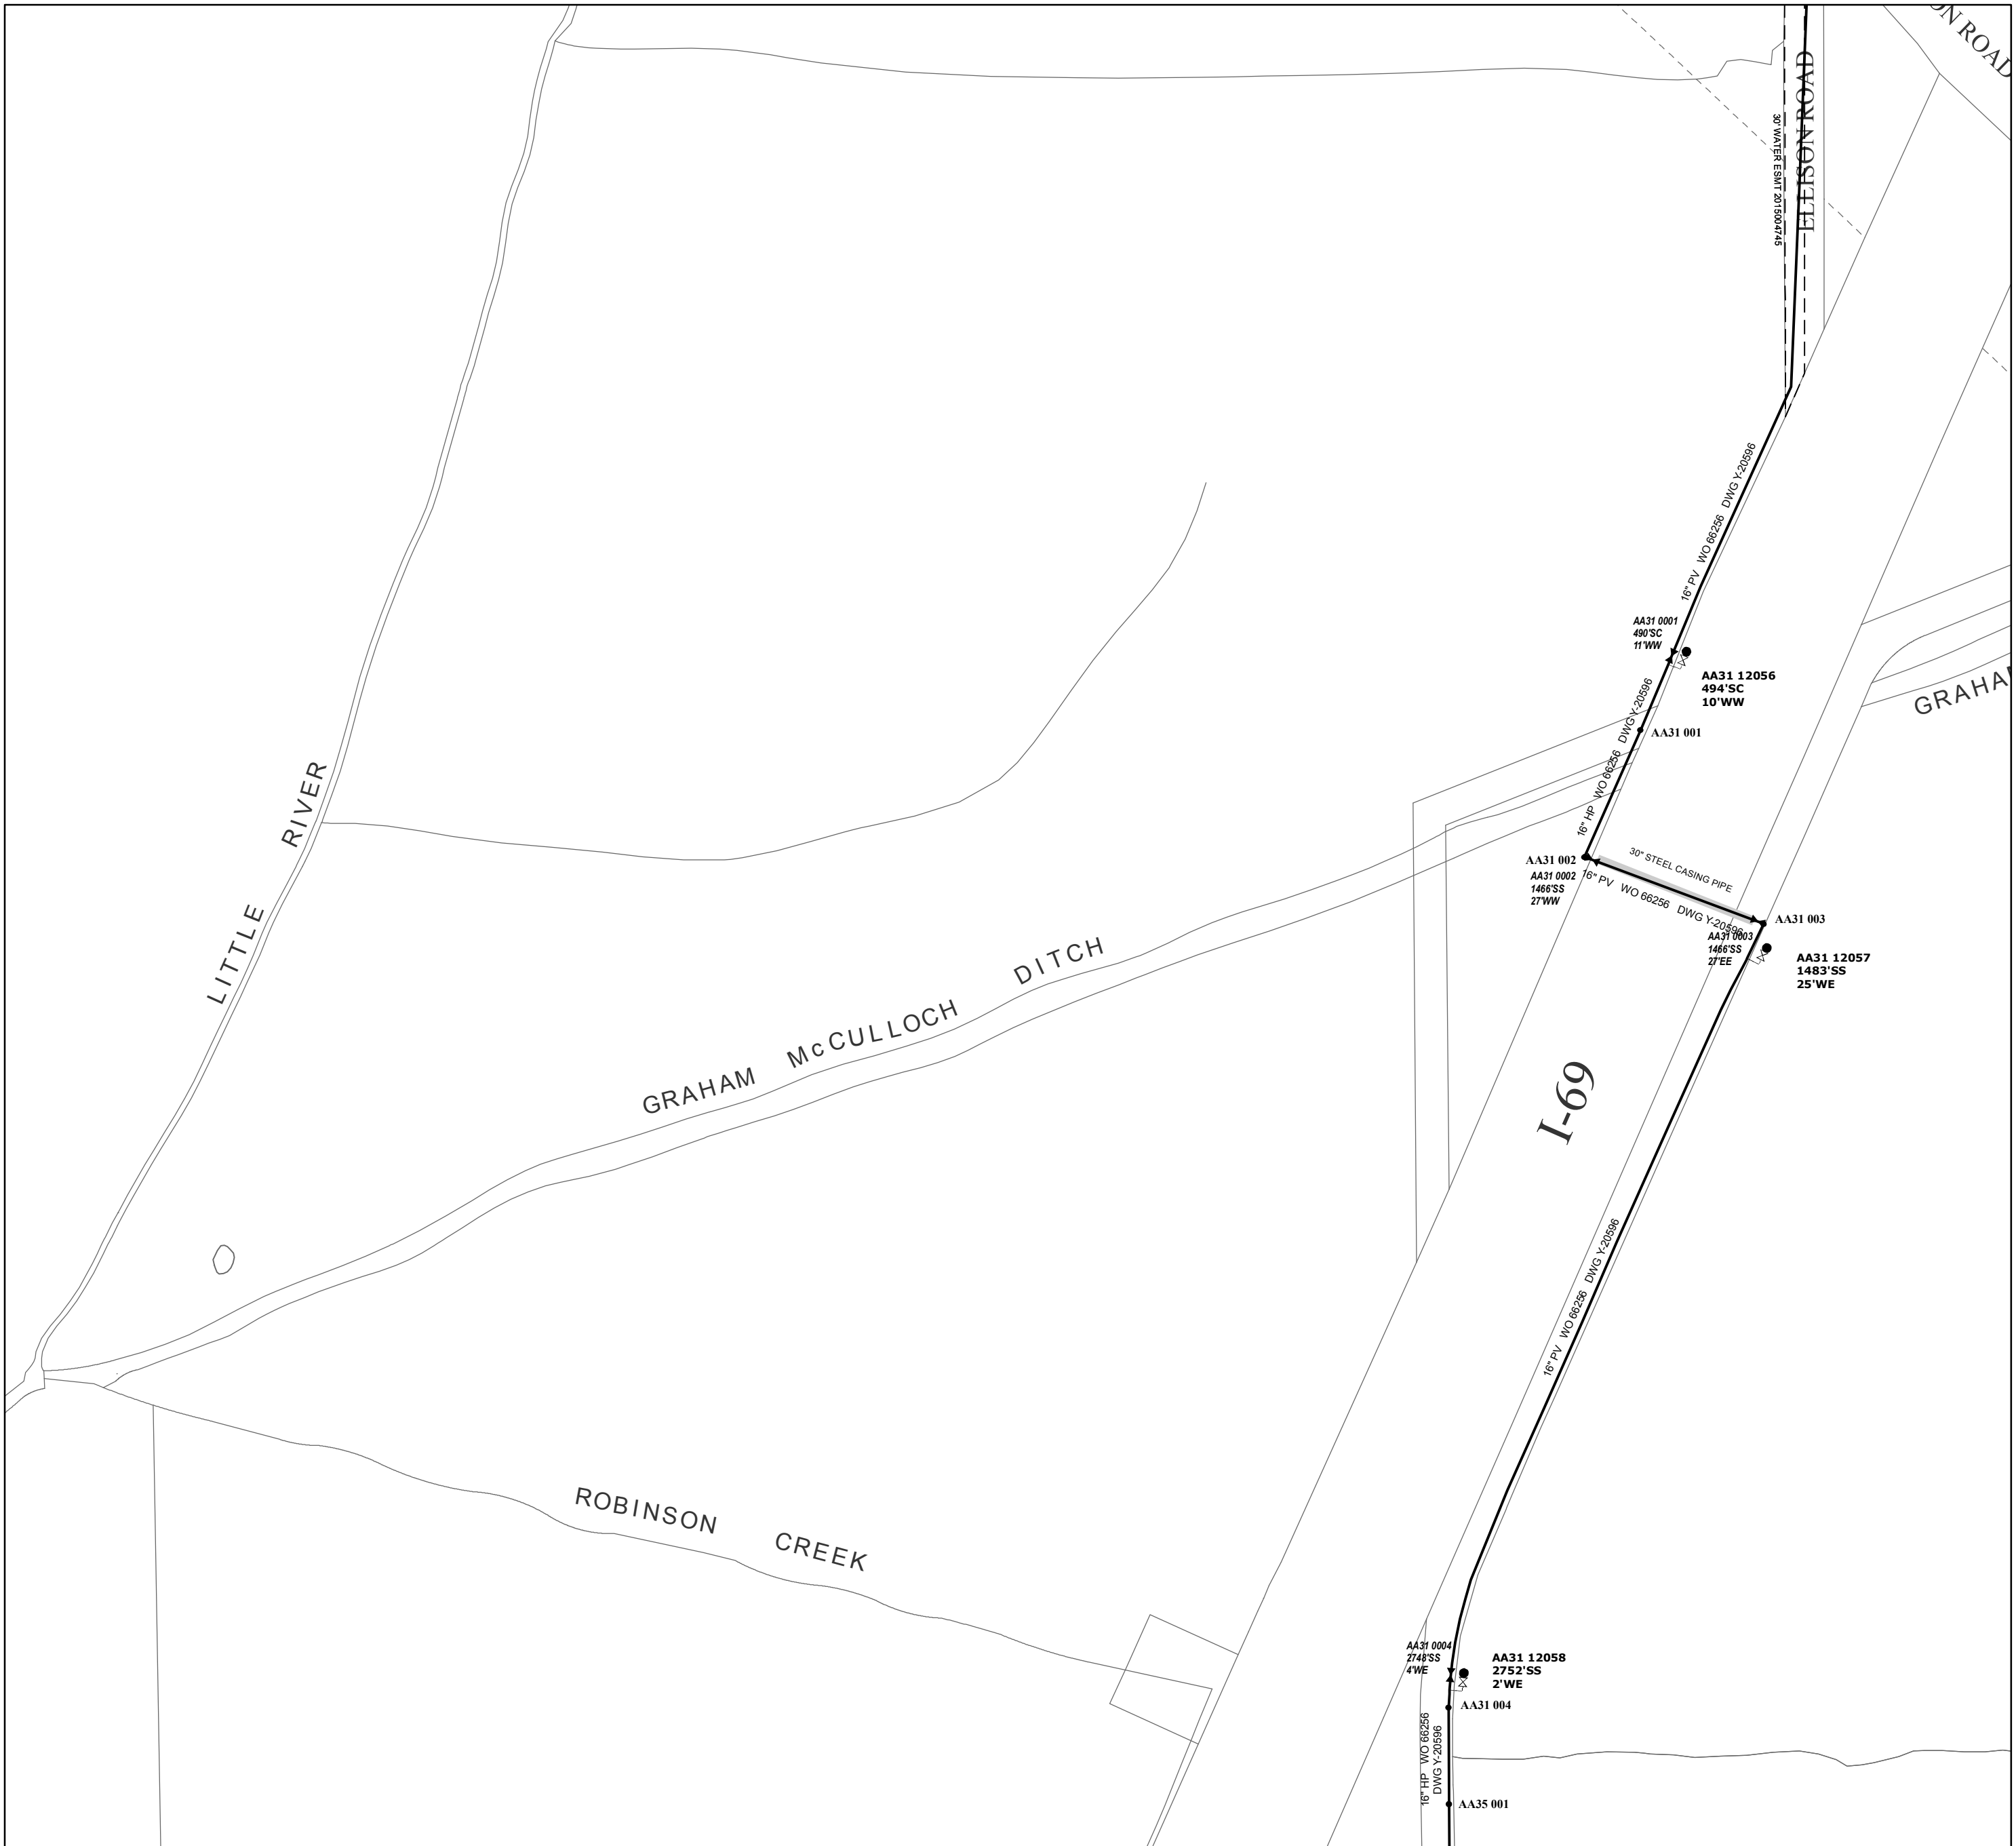 ON ROAD
ELLISON ROAD
30' WATER ESMT 2015004745
16" PV WO 66256 DWG Y-20596
AA31 0001
490'SC
11'WW
AA31 12056
494'SC
10'WW
GRAHA
AA31 001
16" HP WO 66256 DWG Y-20596
LITTLE RIVER
AA31 002
AA31 0002
1466'SS
27'WW
30" STEEL CASING PIPE
16" PV WO 66256 DWG Y-20596
AA31 003
AA31 0003
1466'SS
27'EE
AA31 12057
1483'SS
25'WE
GRAHAM McCULLOCH DITCH
I-69
16" PV WO 66256 DWG Y-20596
ROBINSON CREEK
AA31 0004
2748'SS
4'WE
AA31 12058
2752'SS
2'WE
AA31 004
16" HP WO 66256
DWG Y-20596
AA35 001